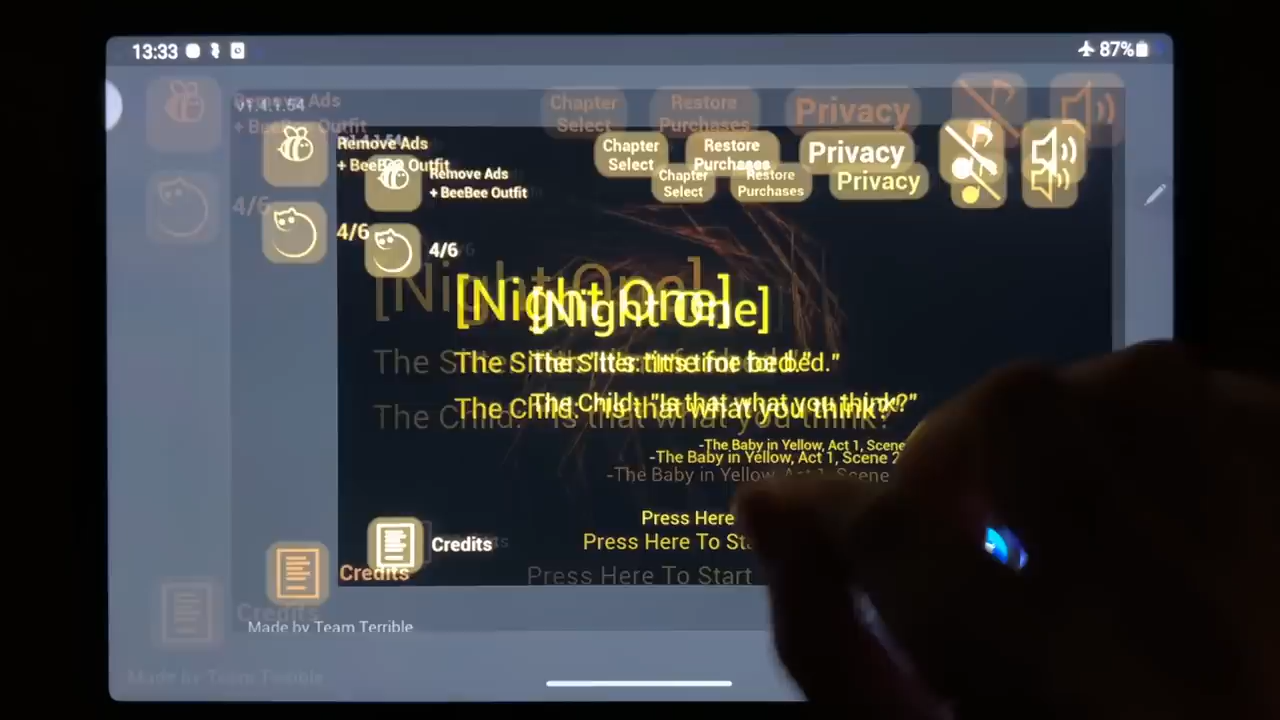 13:33
87%
v1.4.1.54
Remove Ads
+ BeeBee Outfit
Chapter
Select
Restore
Purchases
Privacy
4/6
[Night One]
The Sitter: "It's time for bed."
The Child: "Is that what you think?"
-The Baby in Yellow, Act 1, Scene 2
Press Here To Start
Credits
Made by Team Terrible